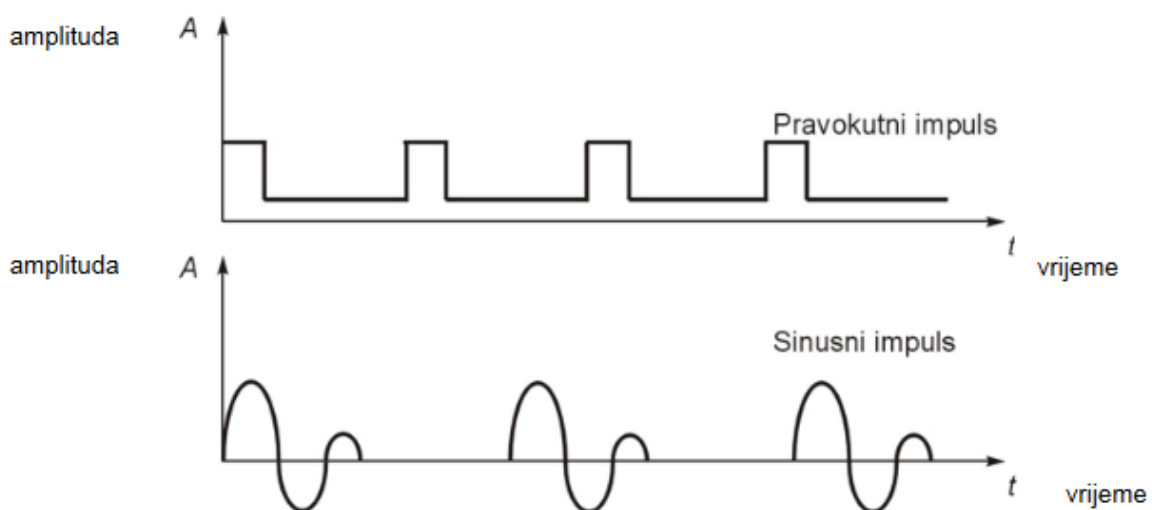 amplituda
A
Pravokutni impuls
t
vrijeme
amplituda
A
Sinusni impuls
t
vrijeme